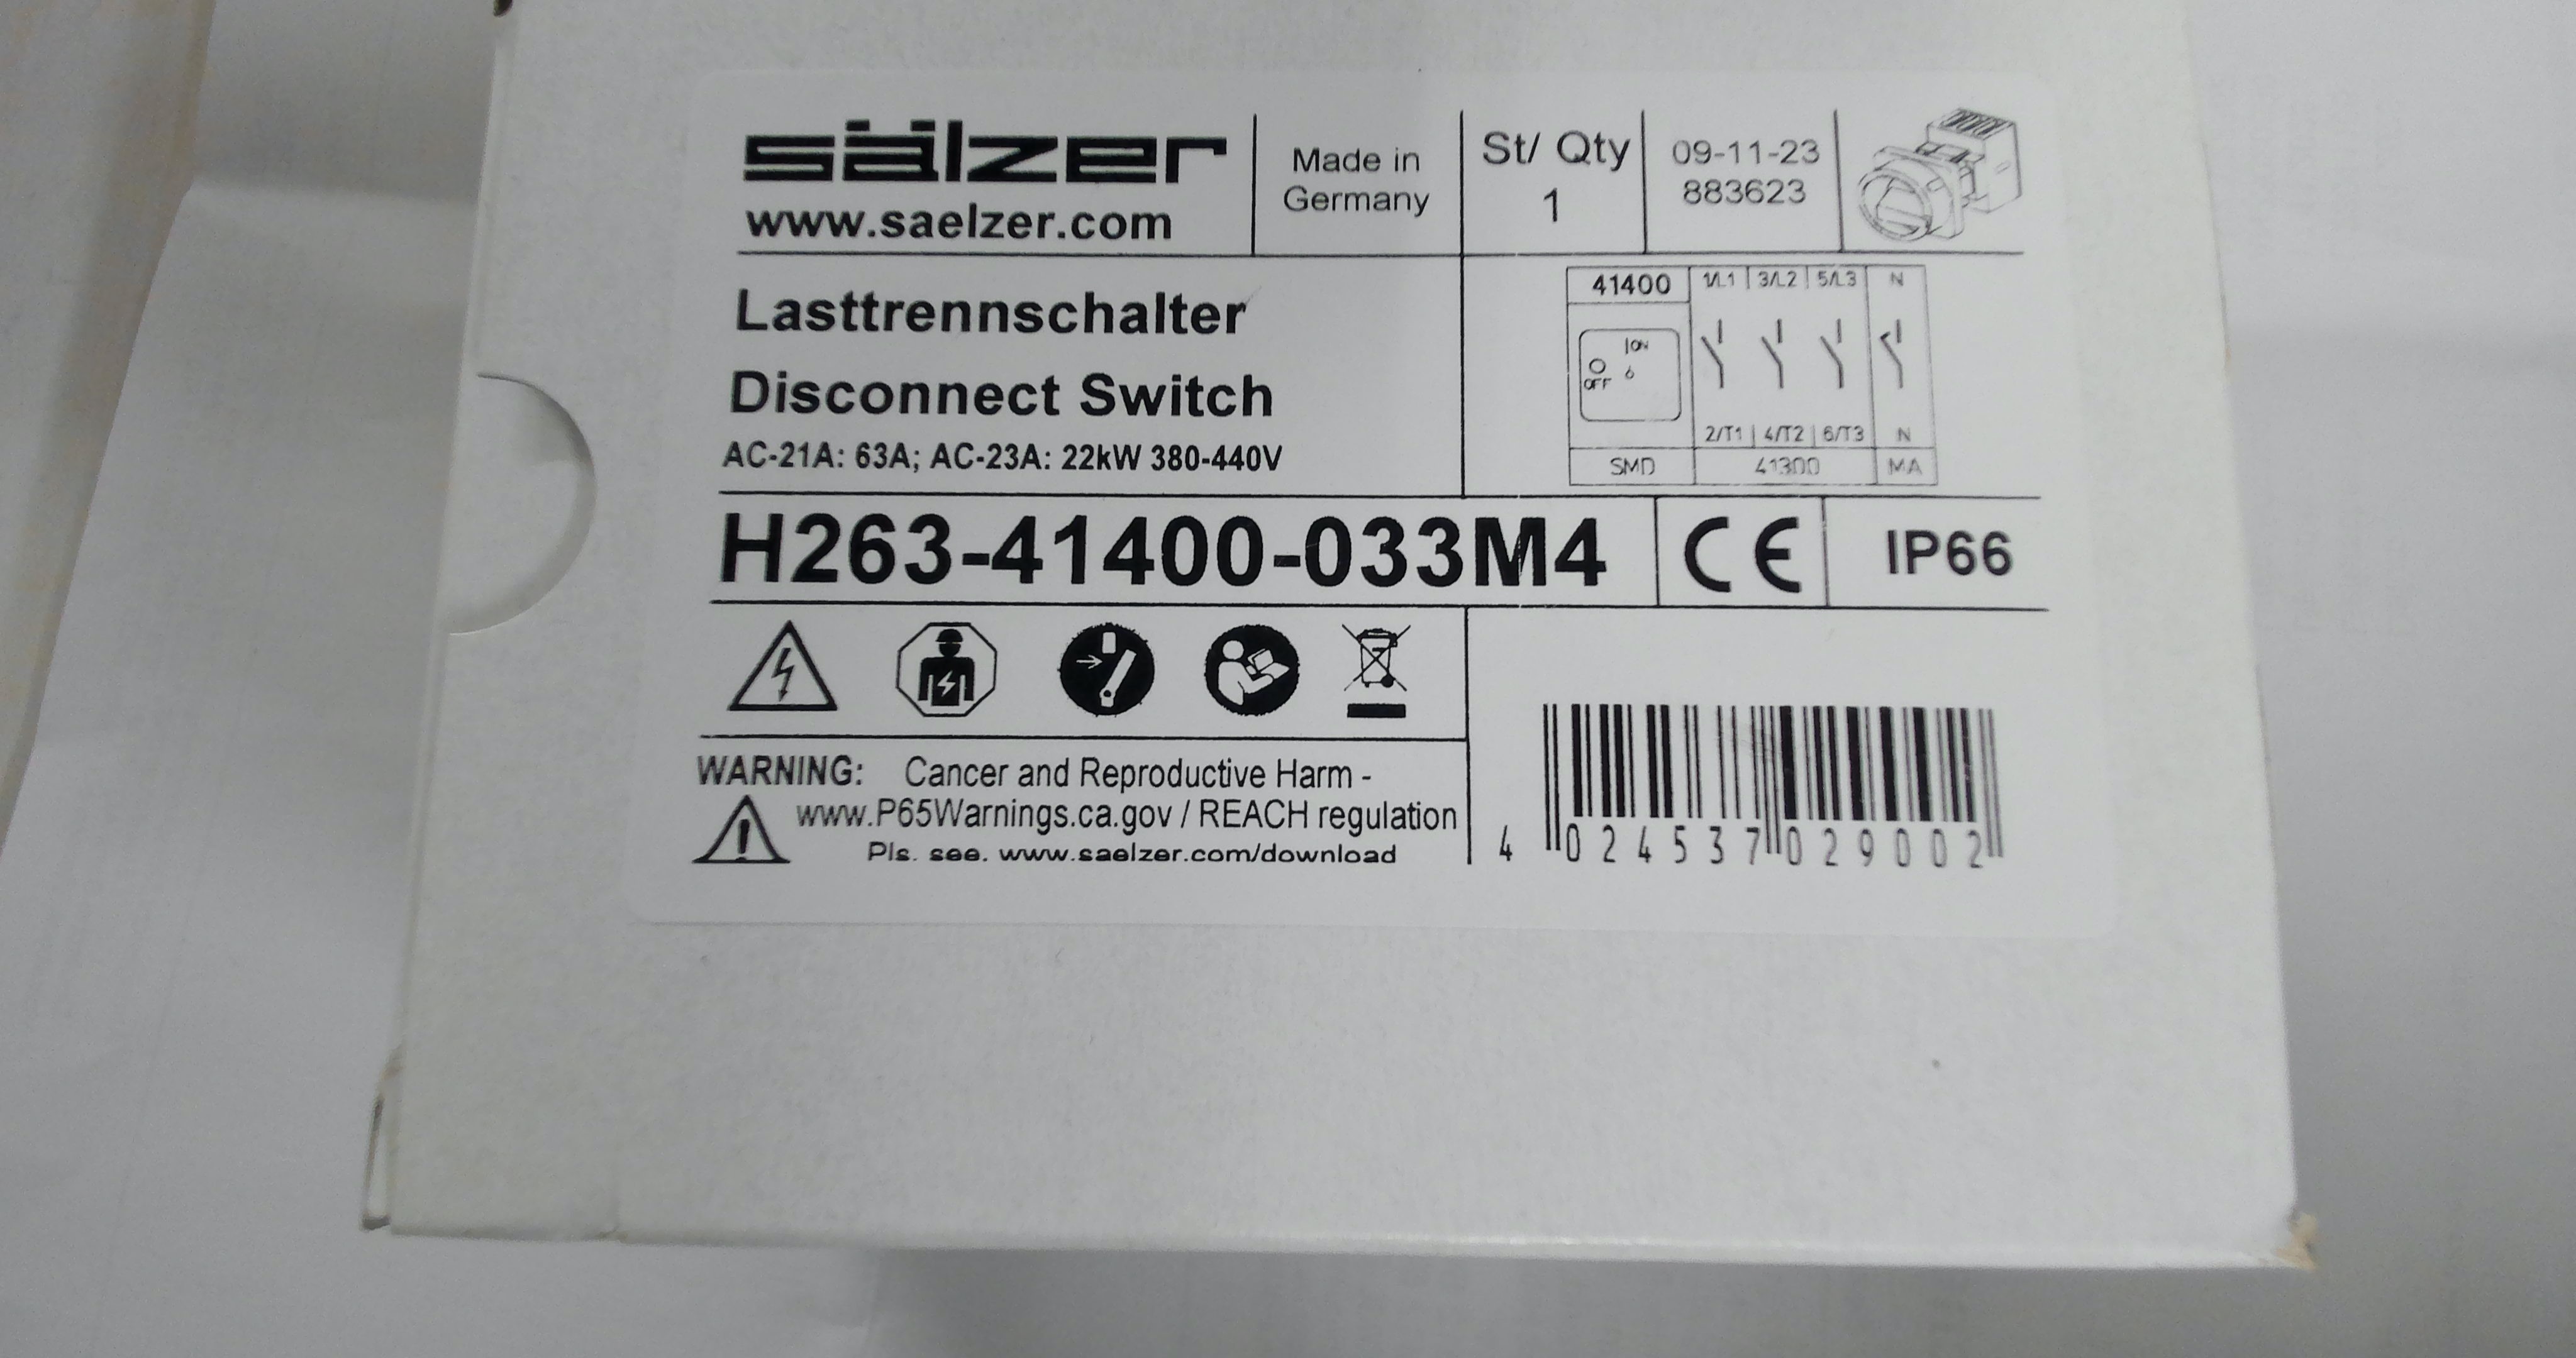 sälzer
www.saelzer.com
Made in
Germany
St/ Qty
1
09-11-23
883623
Lasttrennschalter
Disconnect Switch
AC-21A: 63A; AC-23A: 22kW 380-440V
41400 1/L1 3/L2 5/L3 N
ION
O
OFF
2/T1 4/T2 6/T3 N
SMD 41300 MA
H263-41400-033M4
CE
IP66
WARNING: Cancer and Reproductive Harm -
www.P65Warnings.ca.gov / REACH regulation
Pls. see. www.saelzer.com/download
4 024537 029002